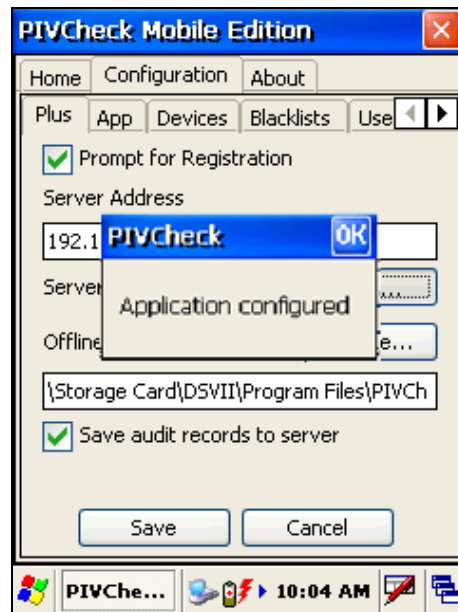 PIVCheck Mobile Edition
Home Configuration About
Plus App Devices Blacklists Use
Prompt for Registration
Server Address
192.1
PIVCheck OK
Server ...
Application configured
Offline e...
\Storage Card\DSVII\Program Files\PIVCh
Save audit records to server
Save Cancel
PIVChe... 10:04 AM